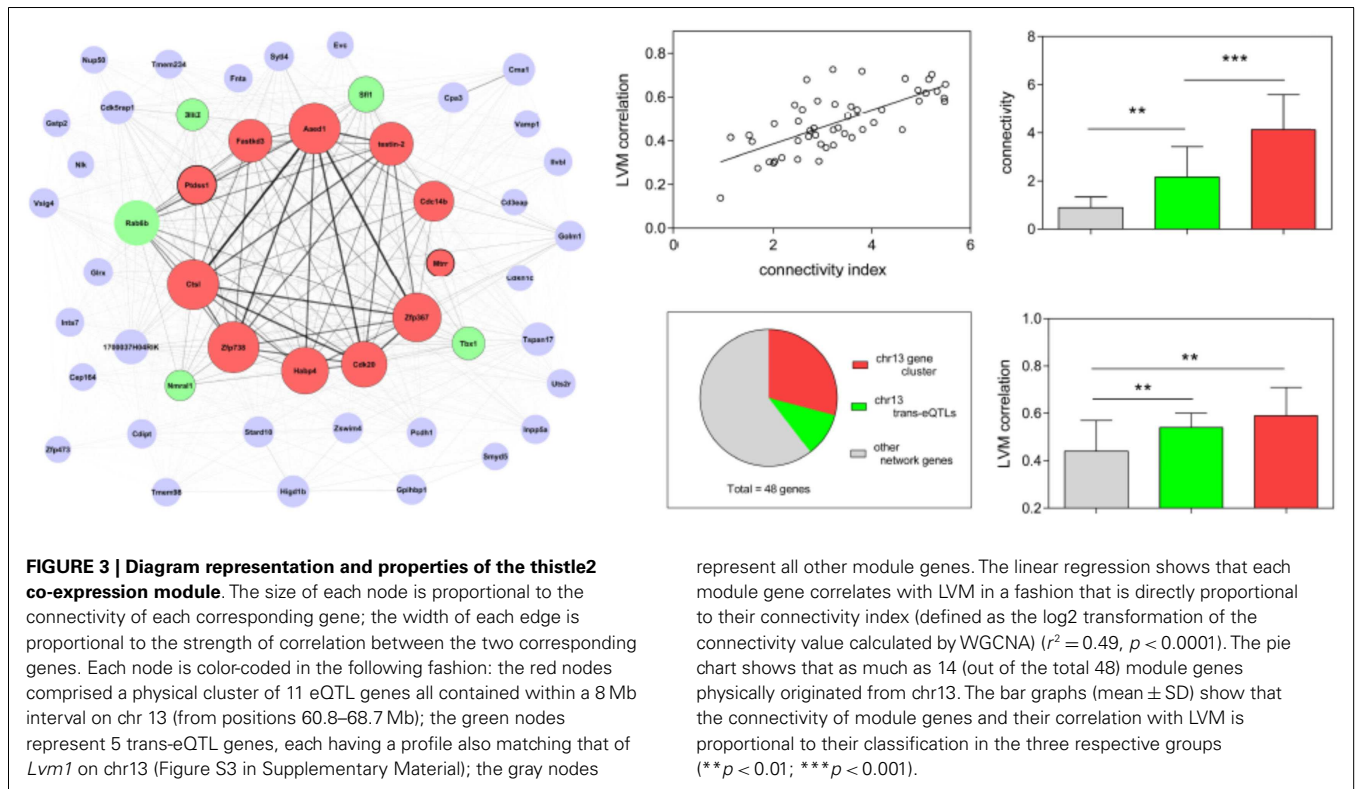 Evc
Syt14
Nup50
Tmem234
Fnta
Cma1
Sfi1
Cpa3
Cdk5rap1
Stk2
Aaed1
Gstp2
Vamp1
Fastkd3
testin-2
Nlk
Ilvbl
Ptdss1
Vsig4
Cdc14b
Cd3eap
Rab6b
Golm1
Mtrr
Glrx
Cdkn1c
Ctsl
Ints7
Zfp367
1700037H04RIK
Zfp738
Tbx1
Tspan17
Cep164
Habp4
Cdk20
Nmral1
Uts2r
Cdipt
Stard10
Zswim4
Pcdh1
Inpp5a
Zfp473
Smyd5
Tmem98
Higd1b
Gpihbp1
LVM correlation
0.8
0.6
0.4
0.2
0.0
0 2 4 6
connectivity index
connectivity
8
6
4
2
0
**
***
chr13 gene
cluster
chr13
trans-eQTLs
other
network genes
Total = 48 genes
LVM correlation
1.0
0.8
0.6
0.4
0.2
**
**
FIGURE 3 | Diagram representation and properties of the thistle2
co-expression module. The size of each node is proportional to the
connectivity of each corresponding gene; the width of each edge is
proportional to the strength of correlation between the two corresponding
genes. Each node is color-coded in the following fashion: the red nodes
comprised a physical cluster of 11 eQTL genes all contained within a 8 Mb
interval on chr 13 (from positions 60.8–68.7 Mb); the green nodes
represent 5 trans-eQTL genes, each having a profile also matching that of
Lvm1 on chr13 (Figure S3 in Supplementary Material); the gray nodes
represent all other module genes. The linear regression shows that each
module gene correlates with LVM in a fashion that is directly proportional
to their connectivity index (defined as the log2 transformation of the
connectivity value calculated by WGCNA) (r² = 0.49, p < 0.0001). The pie
chart shows that as much as 14 (out of the total 48) module genes
physically originated from chr13. The bar graphs (mean ± SD) show that
the connectivity of module genes and their correlation with LVM is
proportional to their classification in the three respective groups
(**p < 0.01; ***p < 0.001).